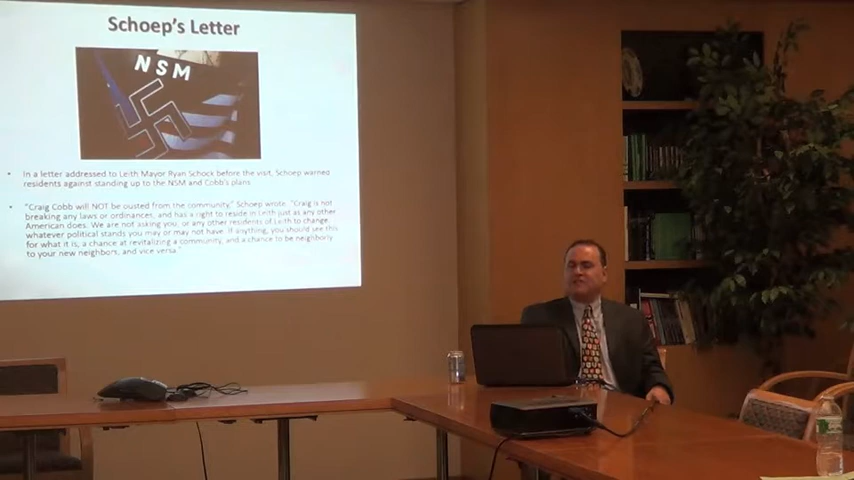 Schoep's Letter
NSM
• In a letter addressed to Leith Mayor Ryan Schock before the visit, Schoep warned
residents against standing up to the NSM and Cobb's plans.
• "Craig Cobb will NOT be ousted from the community," Schoep wrote. "Craig is not
breaking any laws or ordinances, and has a right to reside in Leith just as any other
American does. We are not asking you, or any other residents of Leith to change
whatever political stands you may or may not have. If anything, you should see this
for what it is, a chance at revitalizing a community, and a chance to be neighborly
to your new neighbors, and vice versa."